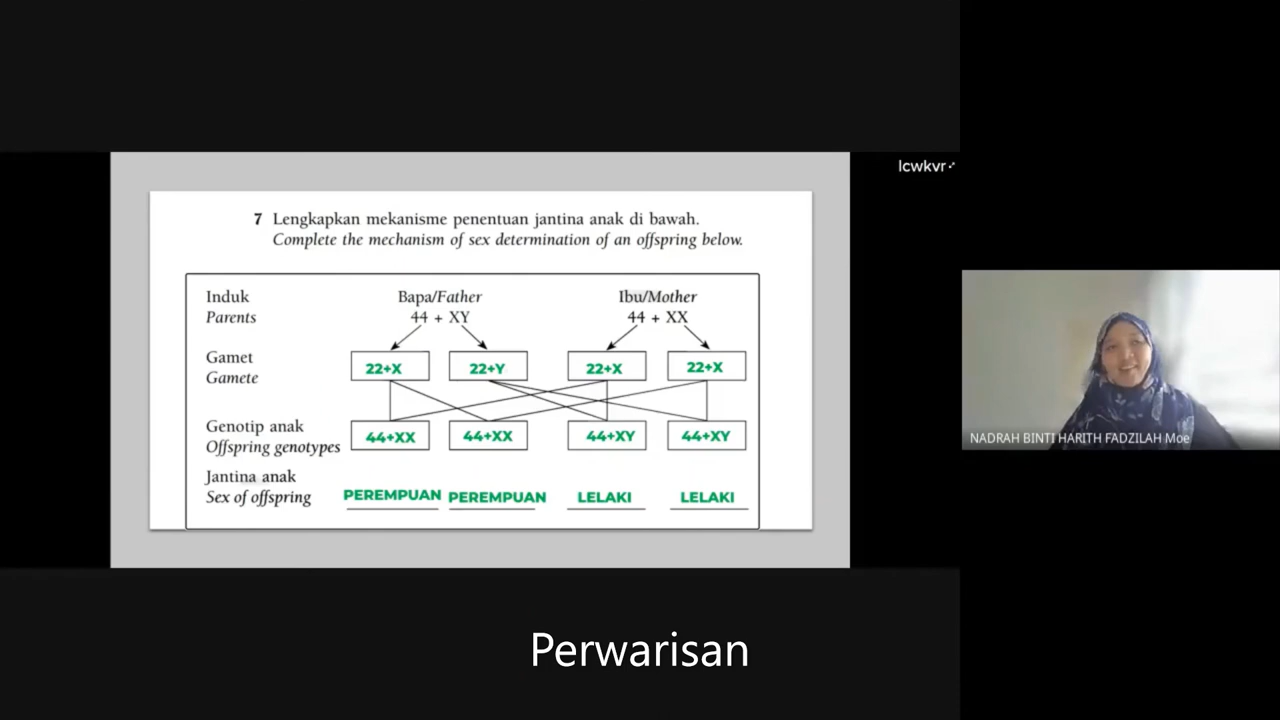 lcwkvr
7 Lengkapkan mekanisme penentuan jantina anak di bawah.
Complete the mechanism of sex determination of an offspring below.
Induk Bapa/Father Ibu/Mother
Parents 44 + XY 44 + XX
Gamet
22+X 22+Y 22+X 22+X
Gamete
Genotip anak
44+XX 44+XX 44+XY 44+XY
Offspring genotypes
Jantina anak
Sex of offspring PEREMPUAN PEREMPUAN LELAKI LELAKI
NADRAH BINTI HARITH FADZILAH Moe
Perwarisan